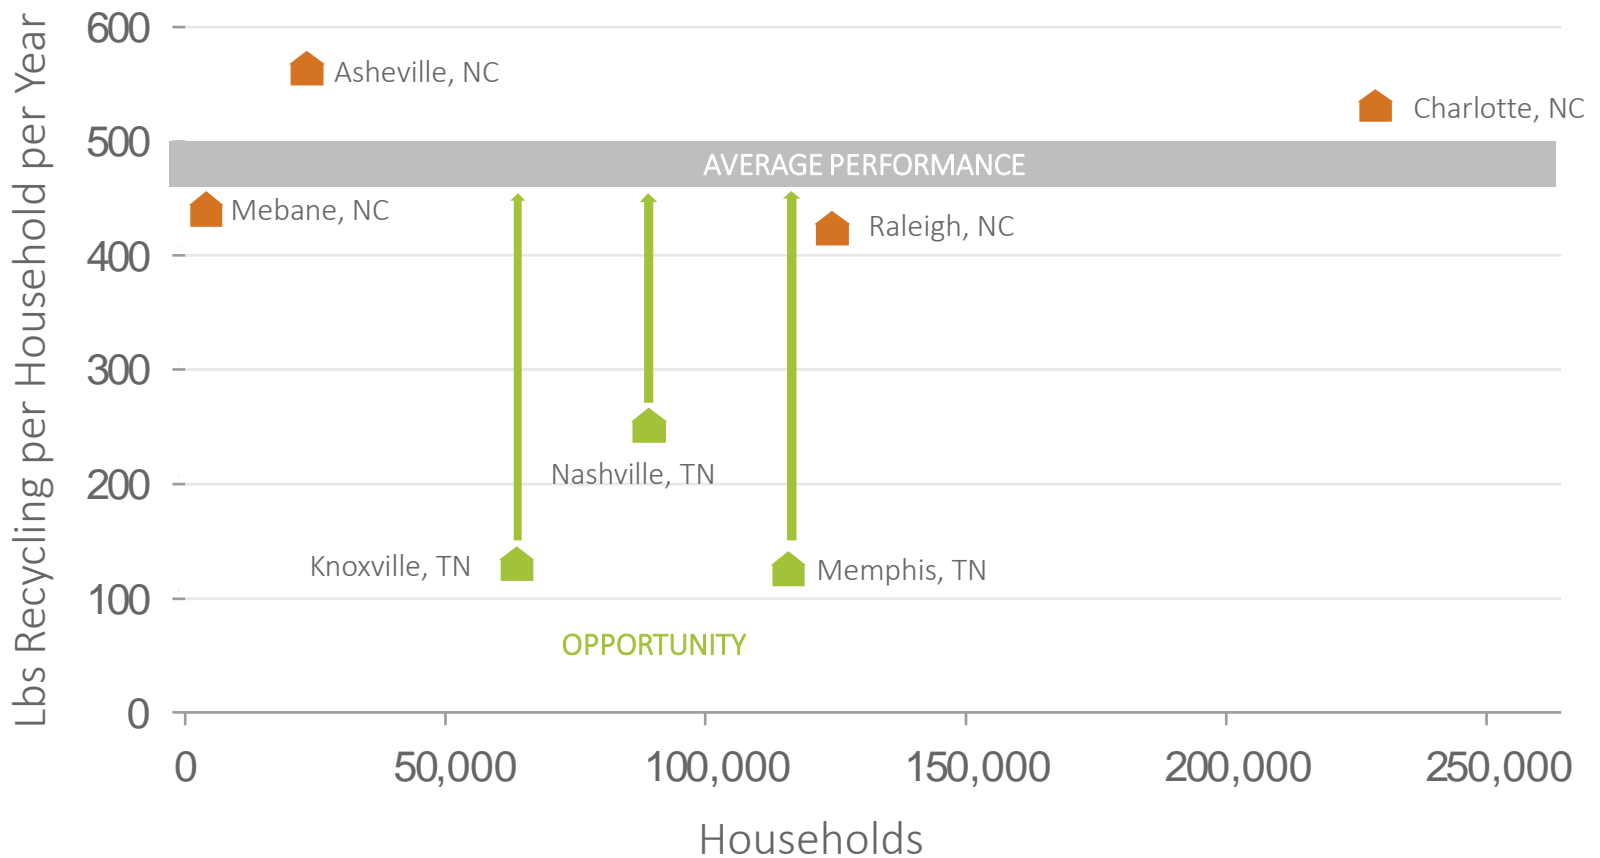 Lbs Recycling per Household per Year
600
500
400
300
200
100
0
Asheville, NC
Charlotte, NC
AVERAGE PERFORMANCE
Mebane, NC
Raleigh, NC
Nashville, TN
Knoxville, TN
Memphis, TN
OPPORTUNITY
0
50,000
100,000
150,000
200,000
250,000
Households